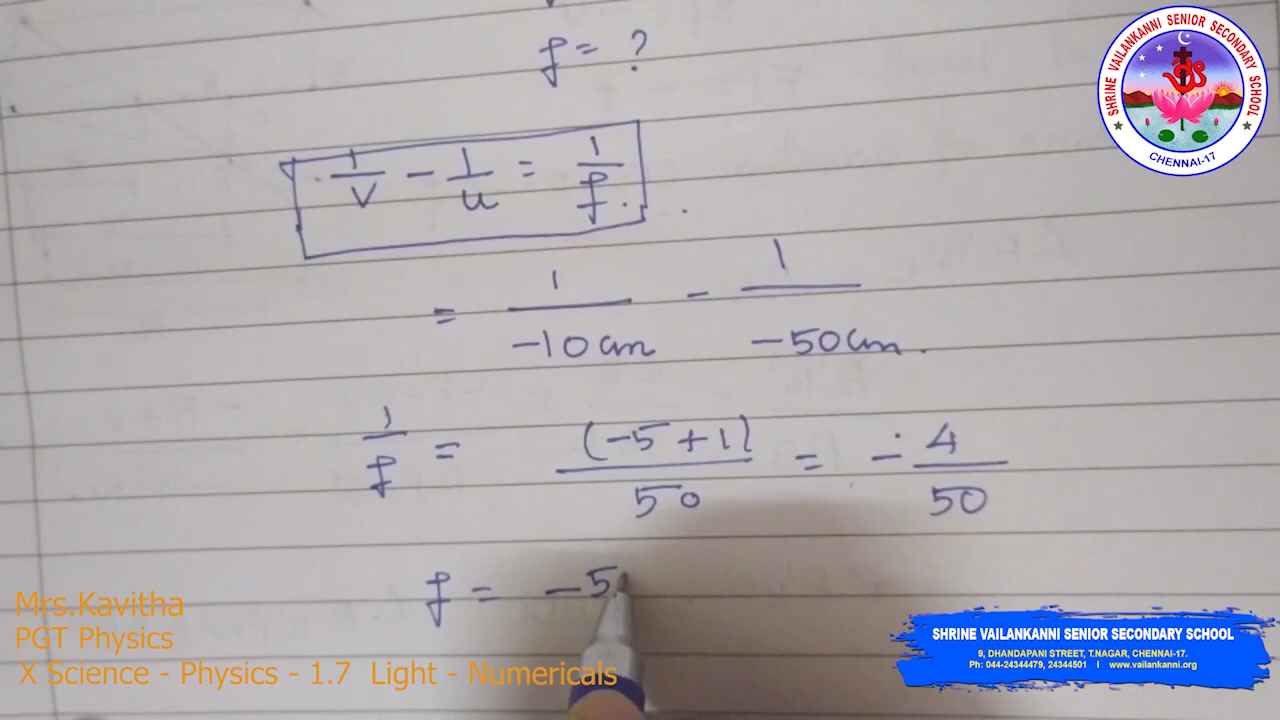 f = ?
1/v - 1/u = 1/f.
= 1/-10cm - 1/-50cm.
1/f = (-5+1)/50 = -4/50
f = -5
SHRINE VAILANKANNI SENIOR SECONDARY SCHOOL
CHENNAI-17
Mrs.Kavitha
PGT Physics
X Science - Physics - 1.7 Light - Numericals
SHRINE VAILANKANNI SENIOR SECONDARY SCHOOL
9, DHANDAPANI STREET, T.NAGAR, CHENNAI-17.
Ph: 044-24344479, 24344501 I www.vailankanni.org